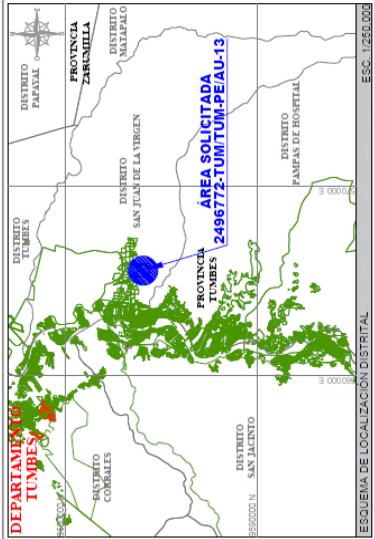 DEPARTAMENTO
TUMBES
DISTRITO
TUMBES
DISTRITO
PAPAYAL
PROVINCIA
ZARUMILLA
DISTRITO
MATAPALO
DISTRITO
CORRALES
DISTRITO
SAN JUAN DE LA VIRGEN
PROVINCIA
TUMBES
ÁREA SOLICITADA
2496772-TUM/TUM-PE/AU-13
DISTRITO
SAN JACINTO
9590000 N
DISTRITO
PAMPAS DE HOSPITAL
ESQUEMA DE LOCALIZACIÓN DISTRITAL
ESC. 1/250,000